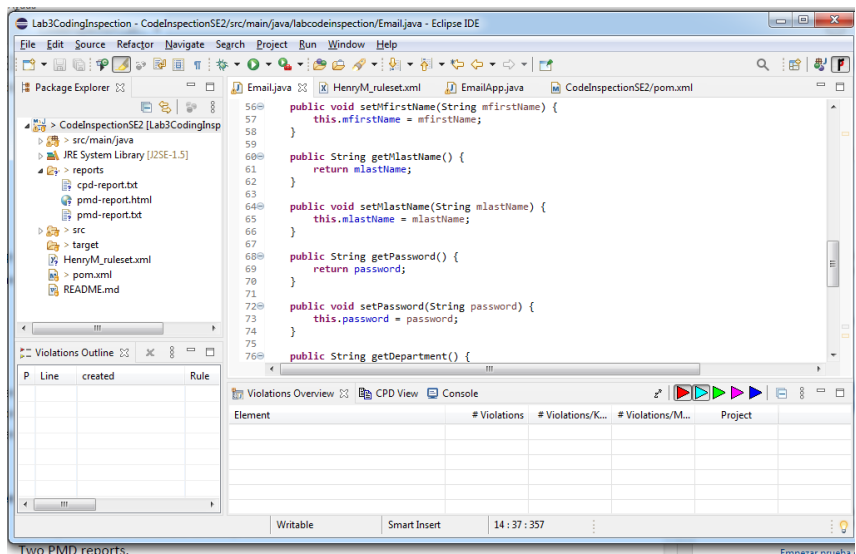 Lab3CodingInspection - CodeInspectionSE2/src/main/java/labcodeinspection/Email.java - Eclipse IDE
File Edit Source Refactor Navigate Search Project Run Window Help
Package Explorer
> CodeInspectionSE2 [Lab3CodingInsp
> src/main/java
JRE System Library [J2SE-1.5]
> reports
cpd-report.txt
pmd-report.html
pmd-report.txt
> src
> target
HenryM_ruleset.xml
> pom.xml
README.md
Email.java HenryM_ruleset.xml EmailApp.java CodeInspectionSE2/pom.xml
56 public void setMfirstName(String mfirstName) {
57 this.mfirstName = mfirstName;
58 }
59
60 public String getMlastName() {
61 return mlastName;
62 }
63
64 public void setMlastName(String mlastName) {
65 this.mlastName = mlastName;
66 }
67
68 public String getPassword() {
69 return password;
70 }
71
72 public void setPassword(String password) {
73 this.password = password;
74 }
75
76 public String getDepartment() {
Violations Outline
P Line created Rule
Violations Overview CPD View Console
Element # Violations # Violations/K... # Violations/M... Project
Writable Smart Insert 14 : 37 : 357
Two PMD reports.
Empezar prueba